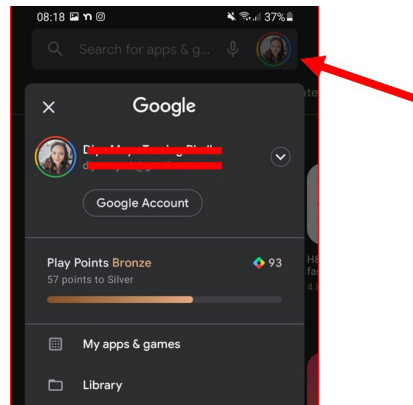 08:18
37%
Search for apps & g...
Google
Google Account
Play Points Bronze
93
57 points to Silver
My apps & games
Library